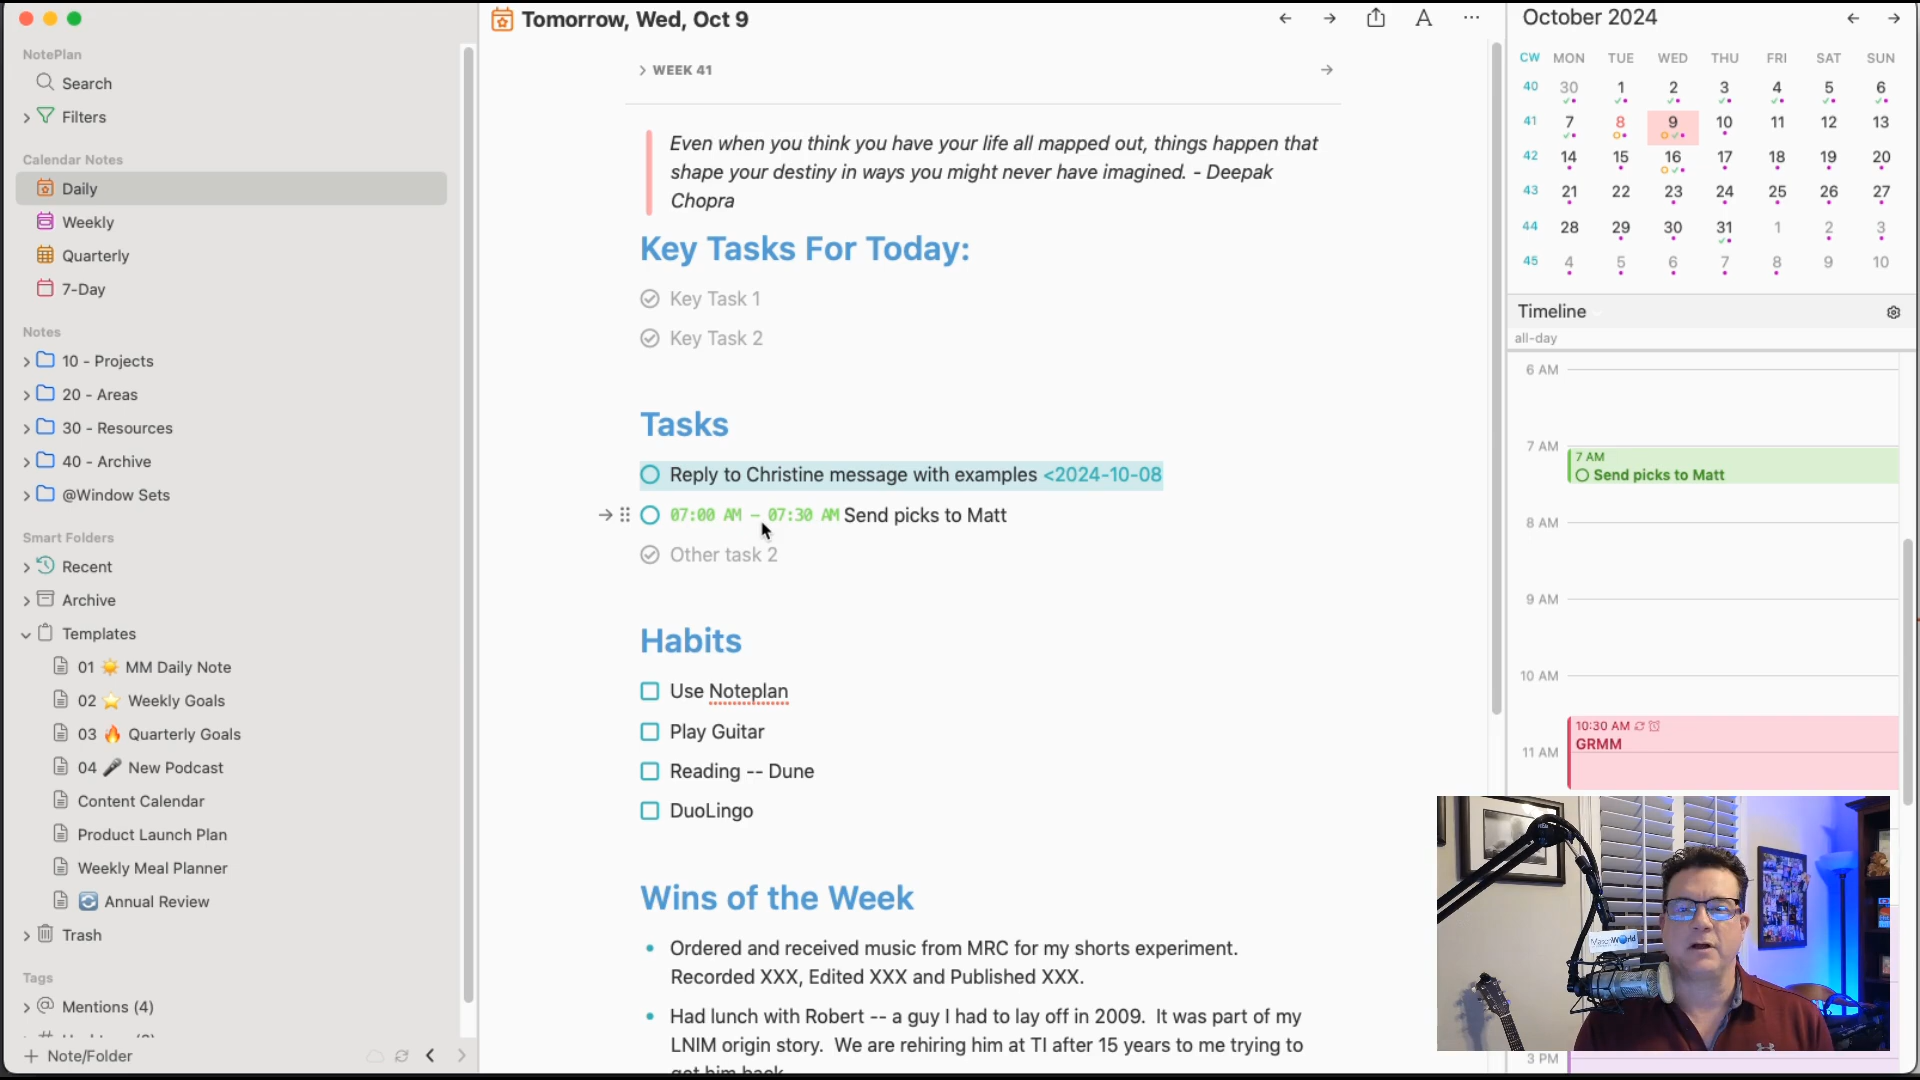 NotePlan
Search
Filters
Calendar Notes
Daily
Weekly
Quarterly
7-Day
Notes
10 - Projects
20 - Areas
30 - Resources
40 - Archive
@Window Sets
Smart Folders
Recent
Archive
Templates
01 ☀️ MM Daily Note
02 ⭐ Weekly Goals
03 🔥 Quarterly Goals
04 🎤 New Podcast
Content Calendar
Product Launch Plan
Weekly Meal Planner
🔄 Annual Review
Trash
Tags
Mentions (4)
+ Note/Folder
Tomorrow, Wed, Oct 9
WEEK 41
Even when you think you have your life all mapped out, things happen that
shape your destiny in ways you might never have imagined. - Deepak
Chopra
Key Tasks For Today:
Key Task 1
Key Task 2
Tasks
Reply to Christine message with examples <2024-10-08
07:00 AM – 07:30 AM Send picks to Matt
Other task 2
Habits
Use Noteplan
Play Guitar
Reading -- Dune
DuoLingo
Wins of the Week
Ordered and received music from MRC for my shorts experiment.
Recorded XXX, Edited XXX and Published XXX.
Had lunch with Robert -- a guy I had to lay off in 2009. It was part of my
LNIM origin story. We are rehiring him at TI after 15 years to me trying to
get him back
October 2024
CW MON TUE WED THU FRI SAT SUN
40 30 1 2 3 4 5 6
41 7 8 9 10 11 12 13
42 14 15 16 17 18 19 20
43 21 22 23 24 25 26 27
44 28 29 30 31 1 2 3
45 4 5 6 7 8 9 10
Timeline
all-day
6 AM
7 AM
7 AM
Send picks to Matt
8 AM
9 AM
10 AM
10:30 AM
GRMM
11 AM
3 PM